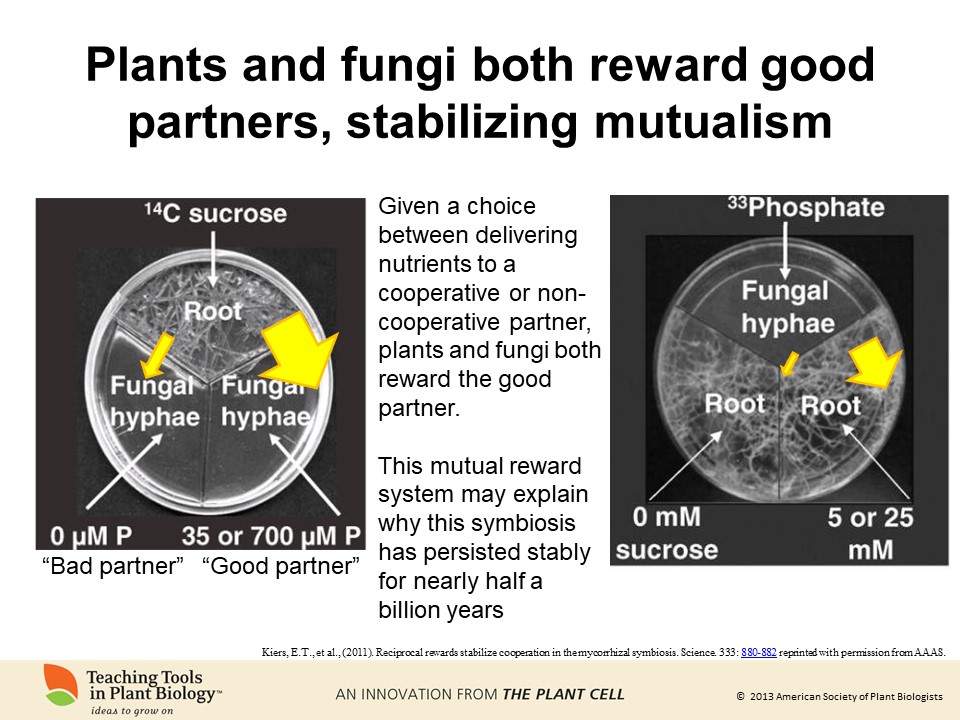 Plants and fungi both reward good
partners, stabilizing mutualism
¹⁴C sucrose
Root
Fungal
hyphae
Fungal
hyphae
0 µM P
35 or 700 µM P
“Bad partner”
“Good partner”
Given a choice
between delivering
nutrients to a
cooperative or non-
cooperative partner,
plants and fungi both
reward the good
partner.
This mutual reward
system may explain
why this symbiosis
has persisted stably
for nearly half a
billion years
³³Phosphate
Fungal
hyphae
Root
Root
0 mM
sucrose
5 or 25
mM
Kiers, E.T., et al., (2011). Reciprocal rewards stabilize cooperation in the mycorrhizal symbiosis. Science. 333: 880-882 reprinted with permission from AAAS.
Teaching Tools
in Plant Biology™
ideas to grow on
AN INNOVATION FROM THE PLANT CELL
© 2013 American Society of Plant Biologists